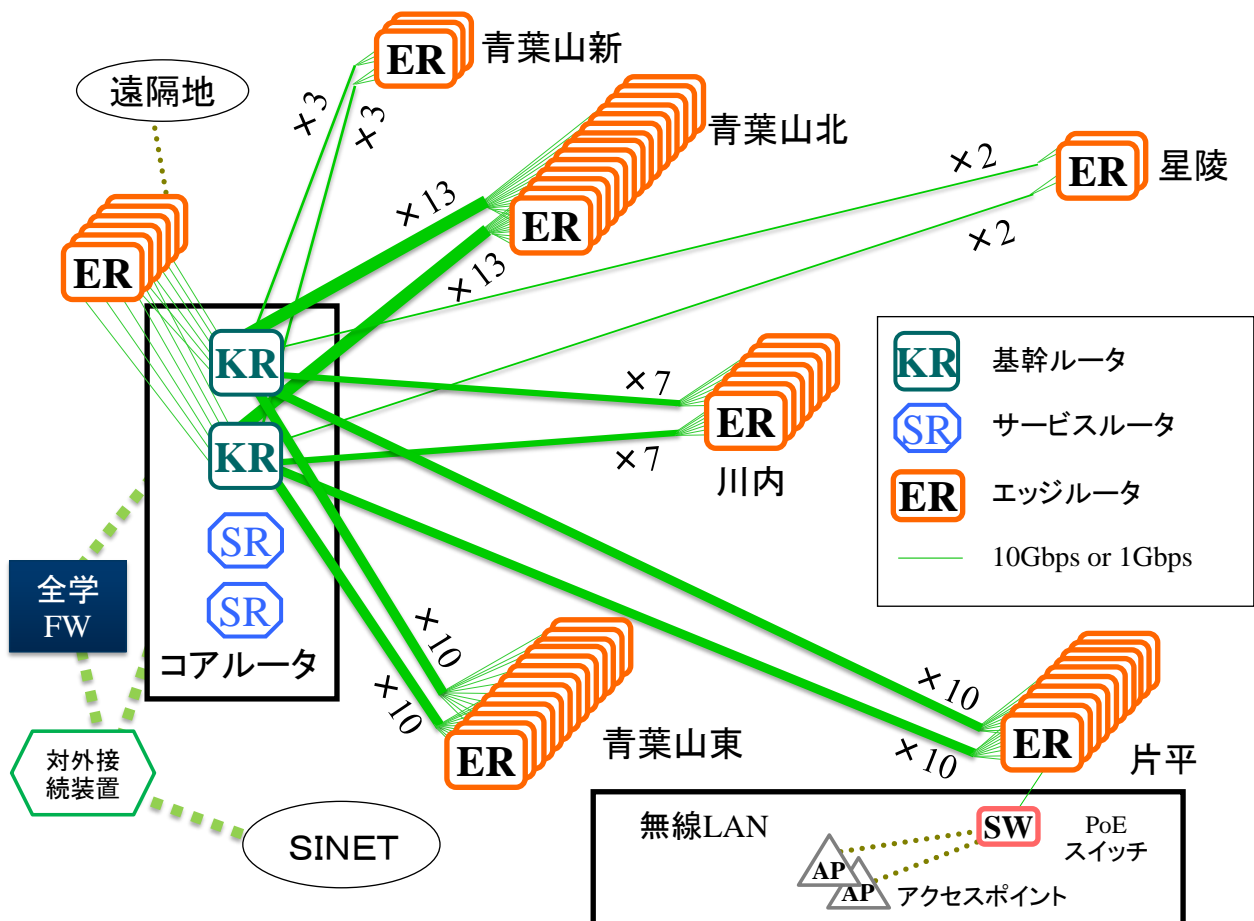 ER
青葉山新
遠隔地
×3
×3
青葉山北
ER
×13
×13
×2
ER
星陵
×2
ER
KR
×7
ER
×7
川内
KR
KR
基幹ルータ
SR
サービスルータ
ER
エッジルータ
10Gbps or 1Gbps
SR
SR
コアルータ
全学
FW
×10
×10
ER
青葉山東
×10
×10
ER
片平
対外接
続装置
SINET
無線LAN
SW
PoE
スイッチ
AP
AP
アクセスポイント